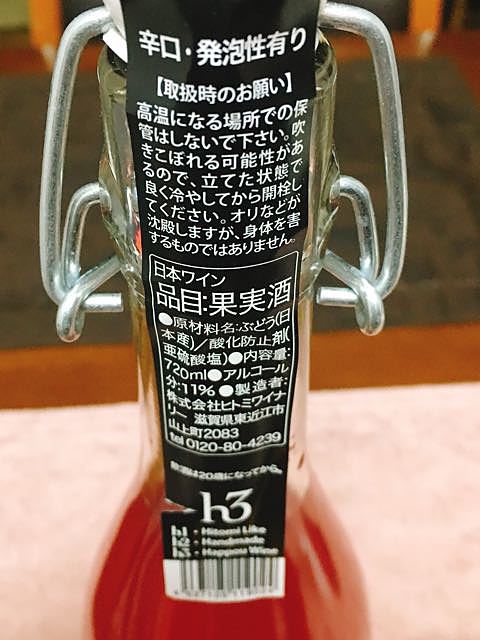 辛口・発泡性有り
【取扱時のお願い】
高温になる場所での保
管はしないで下さい。吹
きこぼれる可能性があ
るので、立てた状態で
良く冷やしてから開栓し
てください。オリなどが
沈殿しますが、身体を害
するものではありません。
日本ワイン
品目:果実酒
●原材料名:ぶどう(日
本産)/酸化防止剤(
亜硫酸塩)●内容量:
720ml●アルコール
分:11%●製造者:
株式会社ヒトミワイナ
リー 滋賀県東近江市
山上町2083
tel 0120-80-4239
飲酒は20歳になってから
h3
h1・Hitomi Like
h2・Handmade
h3・Happou Wine